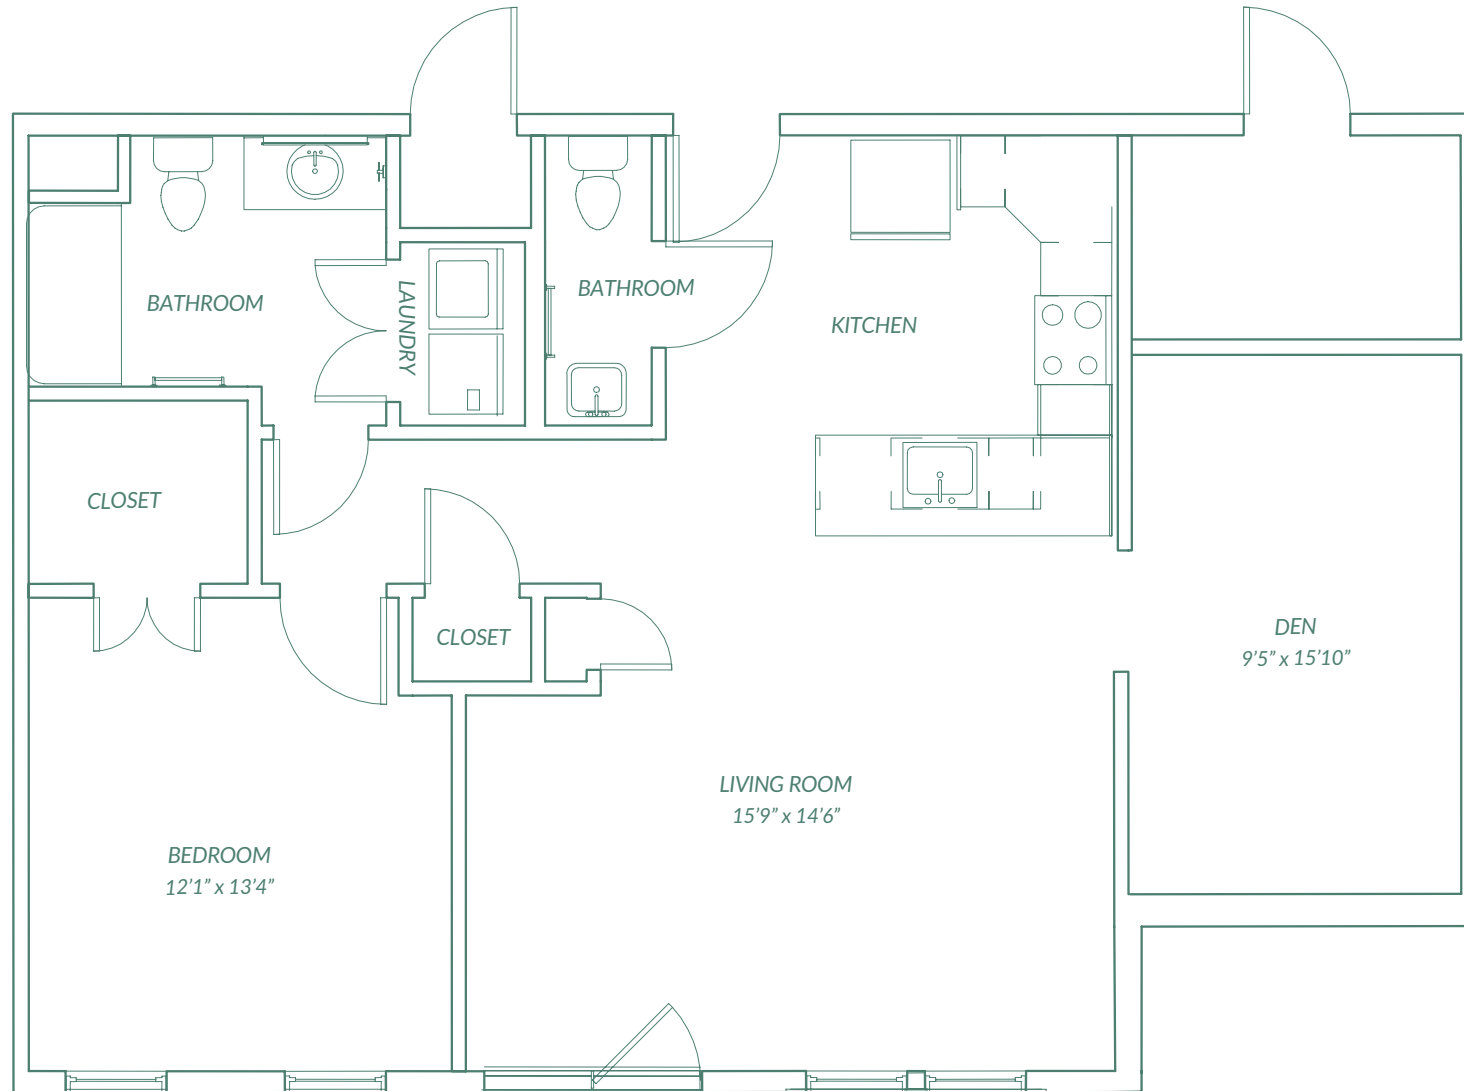 BATHROOM
LAUNDRY
BATHROOM
KITCHEN
CLOSET
CLOSET
DEN
9’5” x 15’10”
LIVING ROOM
15’9” x 14’6”
BEDROOM
12’1” x 13’4”